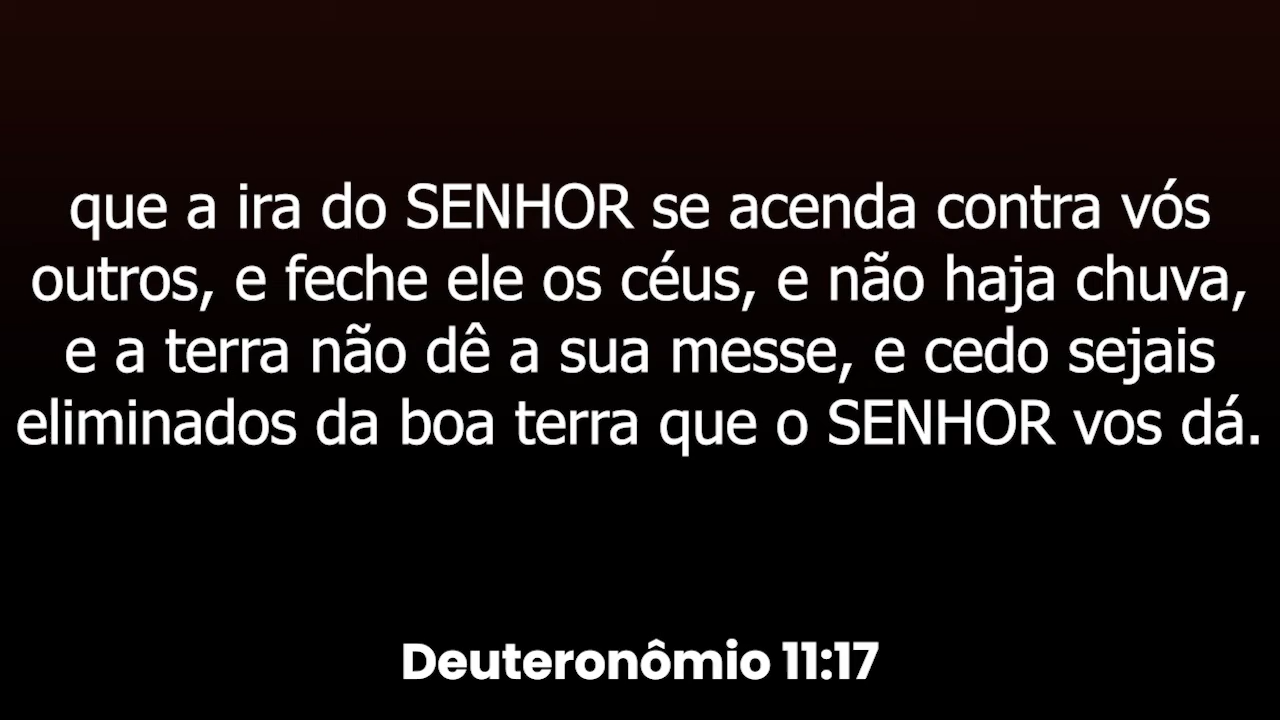 que a ira do SENHOR se acenda contra vós
outros, e feche ele os céus, e não haja chuva,
e a terra não dê a sua messe, e cedo sejais
eliminados da boa terra que o SENHOR vos dá.
Deuteronômio 11:17